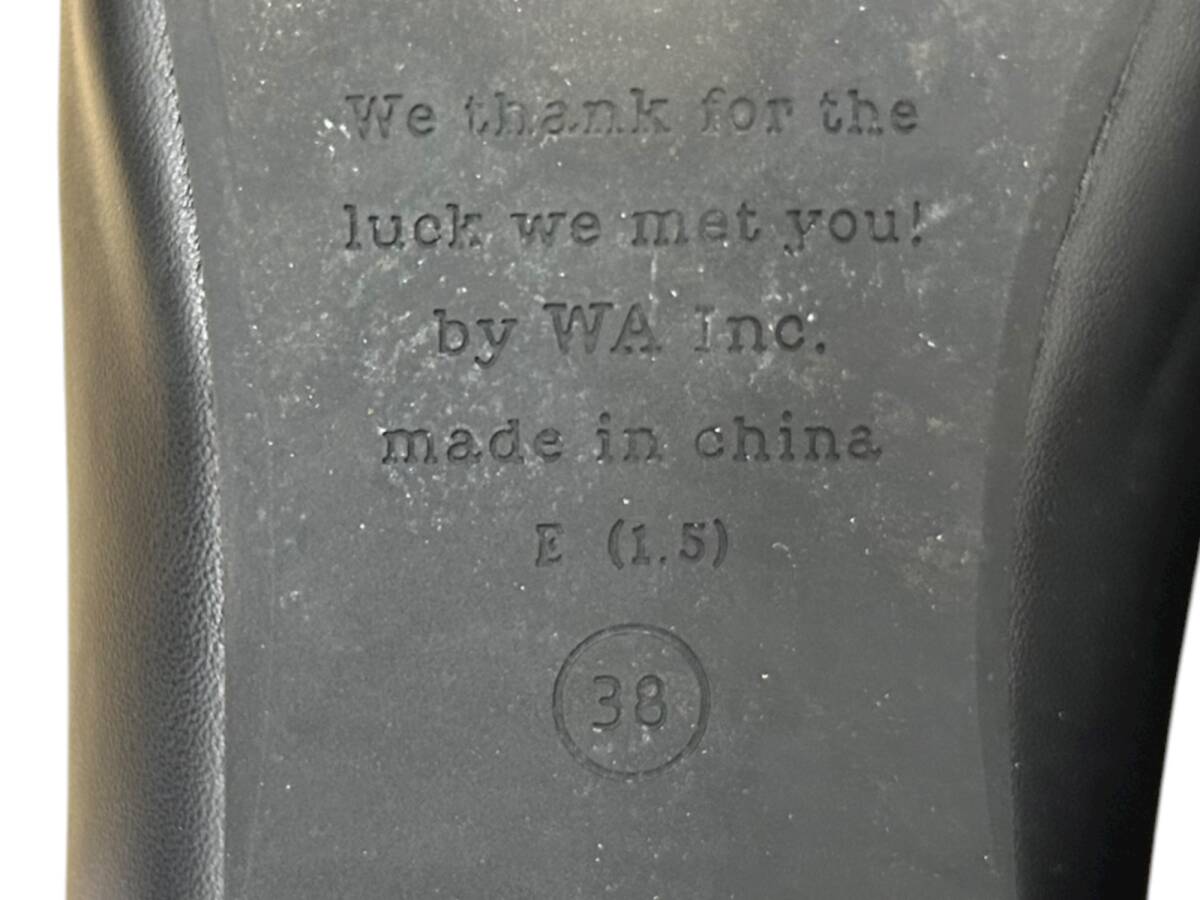 We thank for the
luck we met you!
by WA Inc.
made in china
E (1.5)
38